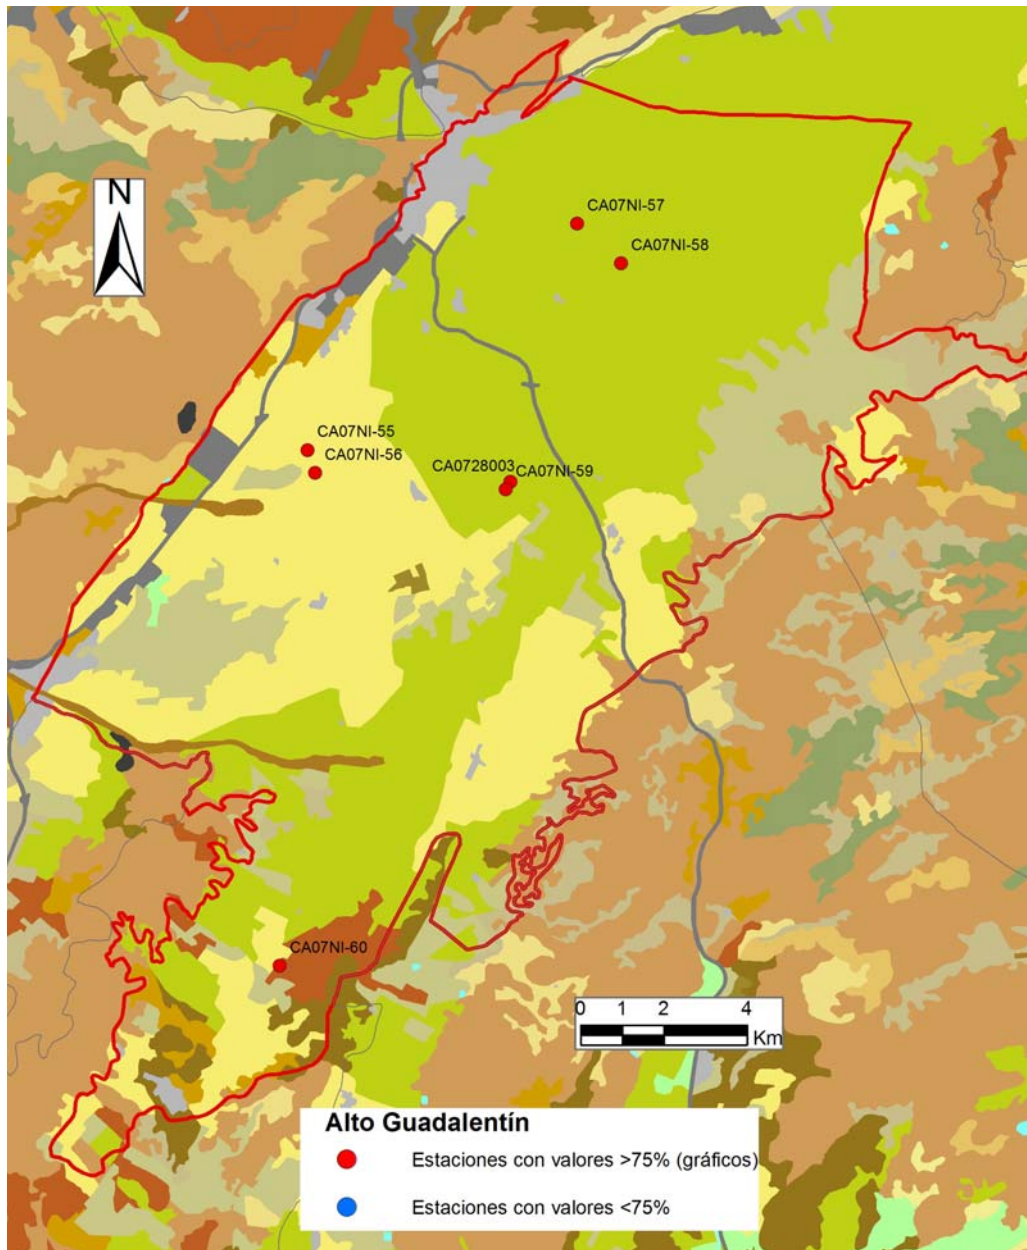 N
CA07NI-57
CA07NI-58
CA07NI-55
CA07NI-56
CA0728003
CA07NI-59
CA07NI-60
0 1 2 4
Km
Alto Guadalentín
Estaciones con valores >75% (gráficos)
Estaciones con valores <75%